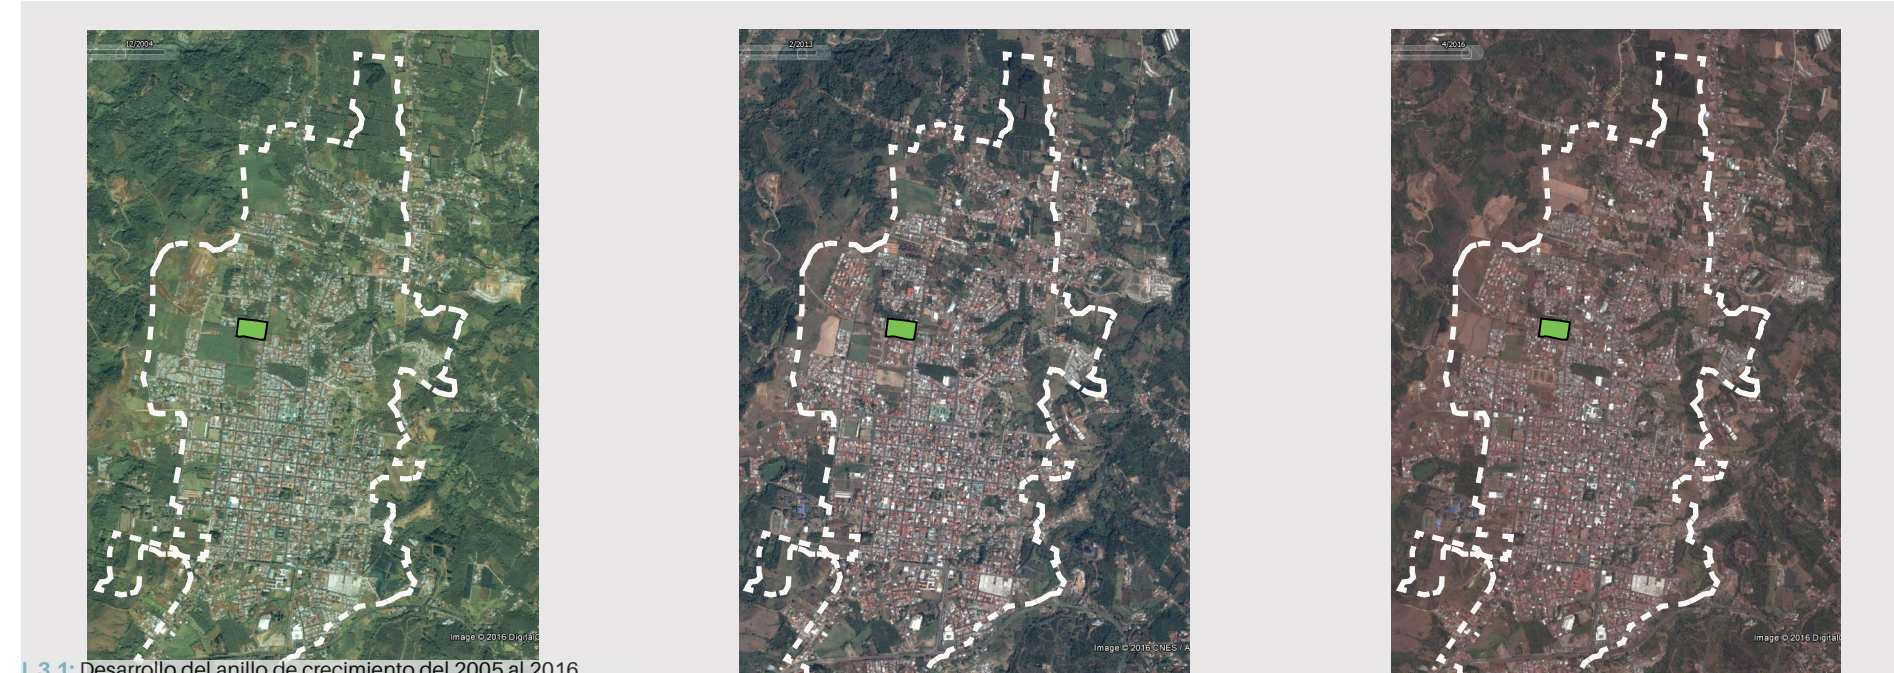 12/2004
2/2013
4/2016
Image © 2016 Digital
Image © 2016 CNES / A
Image © 2016 Digital
I.3.1: Desarrollo del anillo de crecimiento del 2005 al 2016